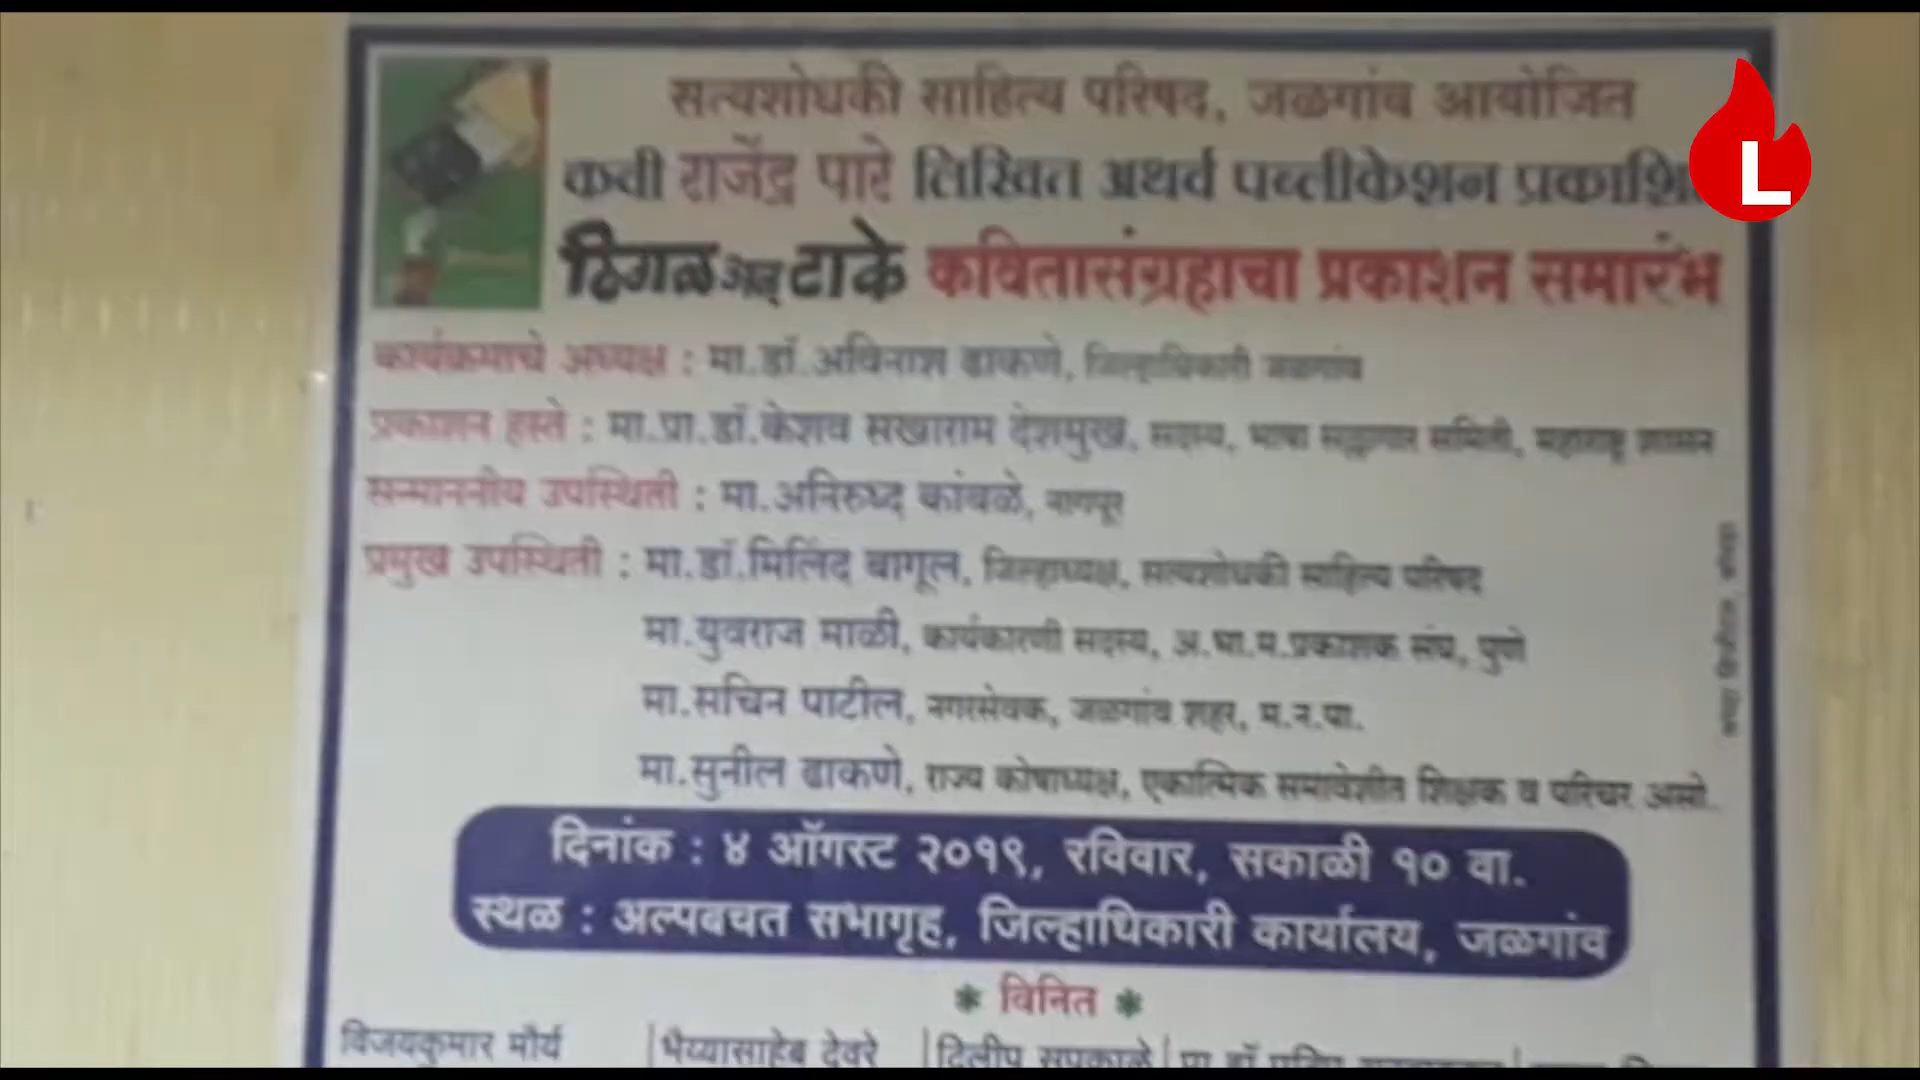 सत्यशोधकी साहित्य परिषद, जळगांव आयोजित
कवी राजेंद्र पारे लिखित अथर्व पब्लीकेशन
ठिगळ अन् टाके कवितासंग्रहाचा प्रकाशन समारंभ
कार्यक्रमाचे अध्यक्ष : मा.डॉ.अविनाश ढाकणे, जिल्हाधिकारी जळगांव
प्रकाशन हस्ते : मा.प्रा.डॉ.केशव सखाराम देशमुख, सदस्य, भाषा सल्लागार समिती, महाराष्ट्र शासन
सन्माननीय उपस्थिती : मा.अनिरुध्द कांबळे, नागपूर
प्रमुख उपस्थिती : मा.डॉ.मिलिंद बागूल, जिल्हाध्यक्ष, सत्यशोधकी साहित्य परिषद
मा.युवराज माळी, कार्यकारणी सदस्य, अ.भा.म.प्रकाशक संघ, पुणे
मा.सचिन पाटील, नगरसेवक, जळगांव शहर, म.न.पा.
मा.सुनील ढाकणे, राज्य कोषाध्यक्ष, एकात्मिक समावेशीत शिक्षक व परिचर असो.
दिनांक : ४ ऑगस्ट २०१९, रविवार, सकाळी १० वा.
स्थळ : अल्पबचत सभागृह, जिल्हाधिकारी कार्यालय, जळगांव
* विनित *
विजयकुमार मौर्य | भैय्यासाहेब देवरे | दिलीप सपकाळे
L